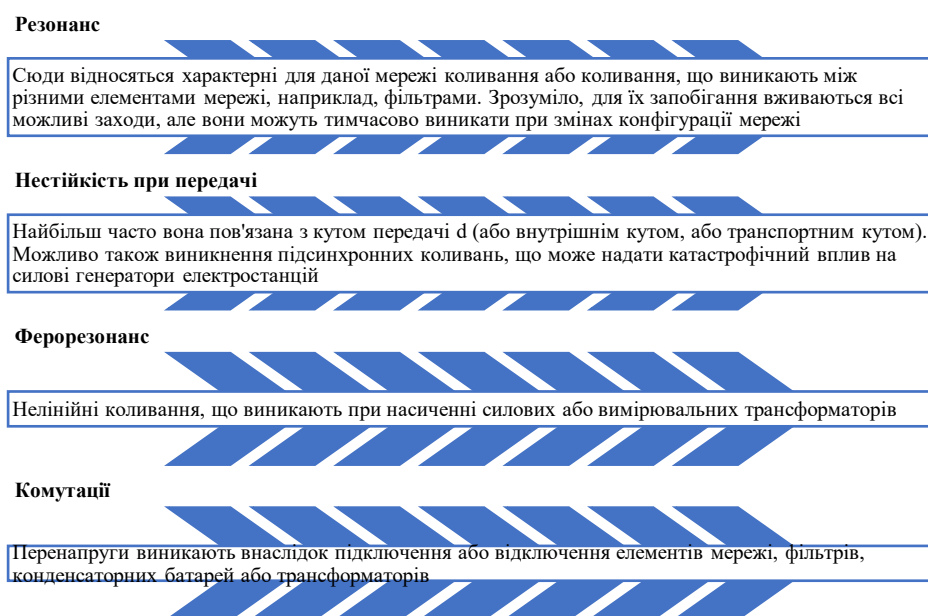 Резонанс
Сюди відносяться характерні для даної мережі коливання або коливання, що виникають між
різними елементами мережі, наприклад, фільтрами. Зрозуміло, для їх запобігання вживаються всі
можливі заходи, але вони можуть тимчасово виникати при змінах конфігурації мережі
Нестійкість при передачі
Найбільш часто вона пов'язана з кутом передачі d (або внутрішнім кутом, або транспортним кутом).
Можливо також виникнення підсинхронних коливань, що може надати катастрофічний вплив на
силові генератори електростанцій
Ферорезонанс
Нелінійні коливання, що виникають при насиченні силових або вимірювальних трансформаторів
Комутації
Перенапруги виникають внаслідок підключення або відключення елементів мережі, фільтрів,
конденсаторних батарей або трансформаторів